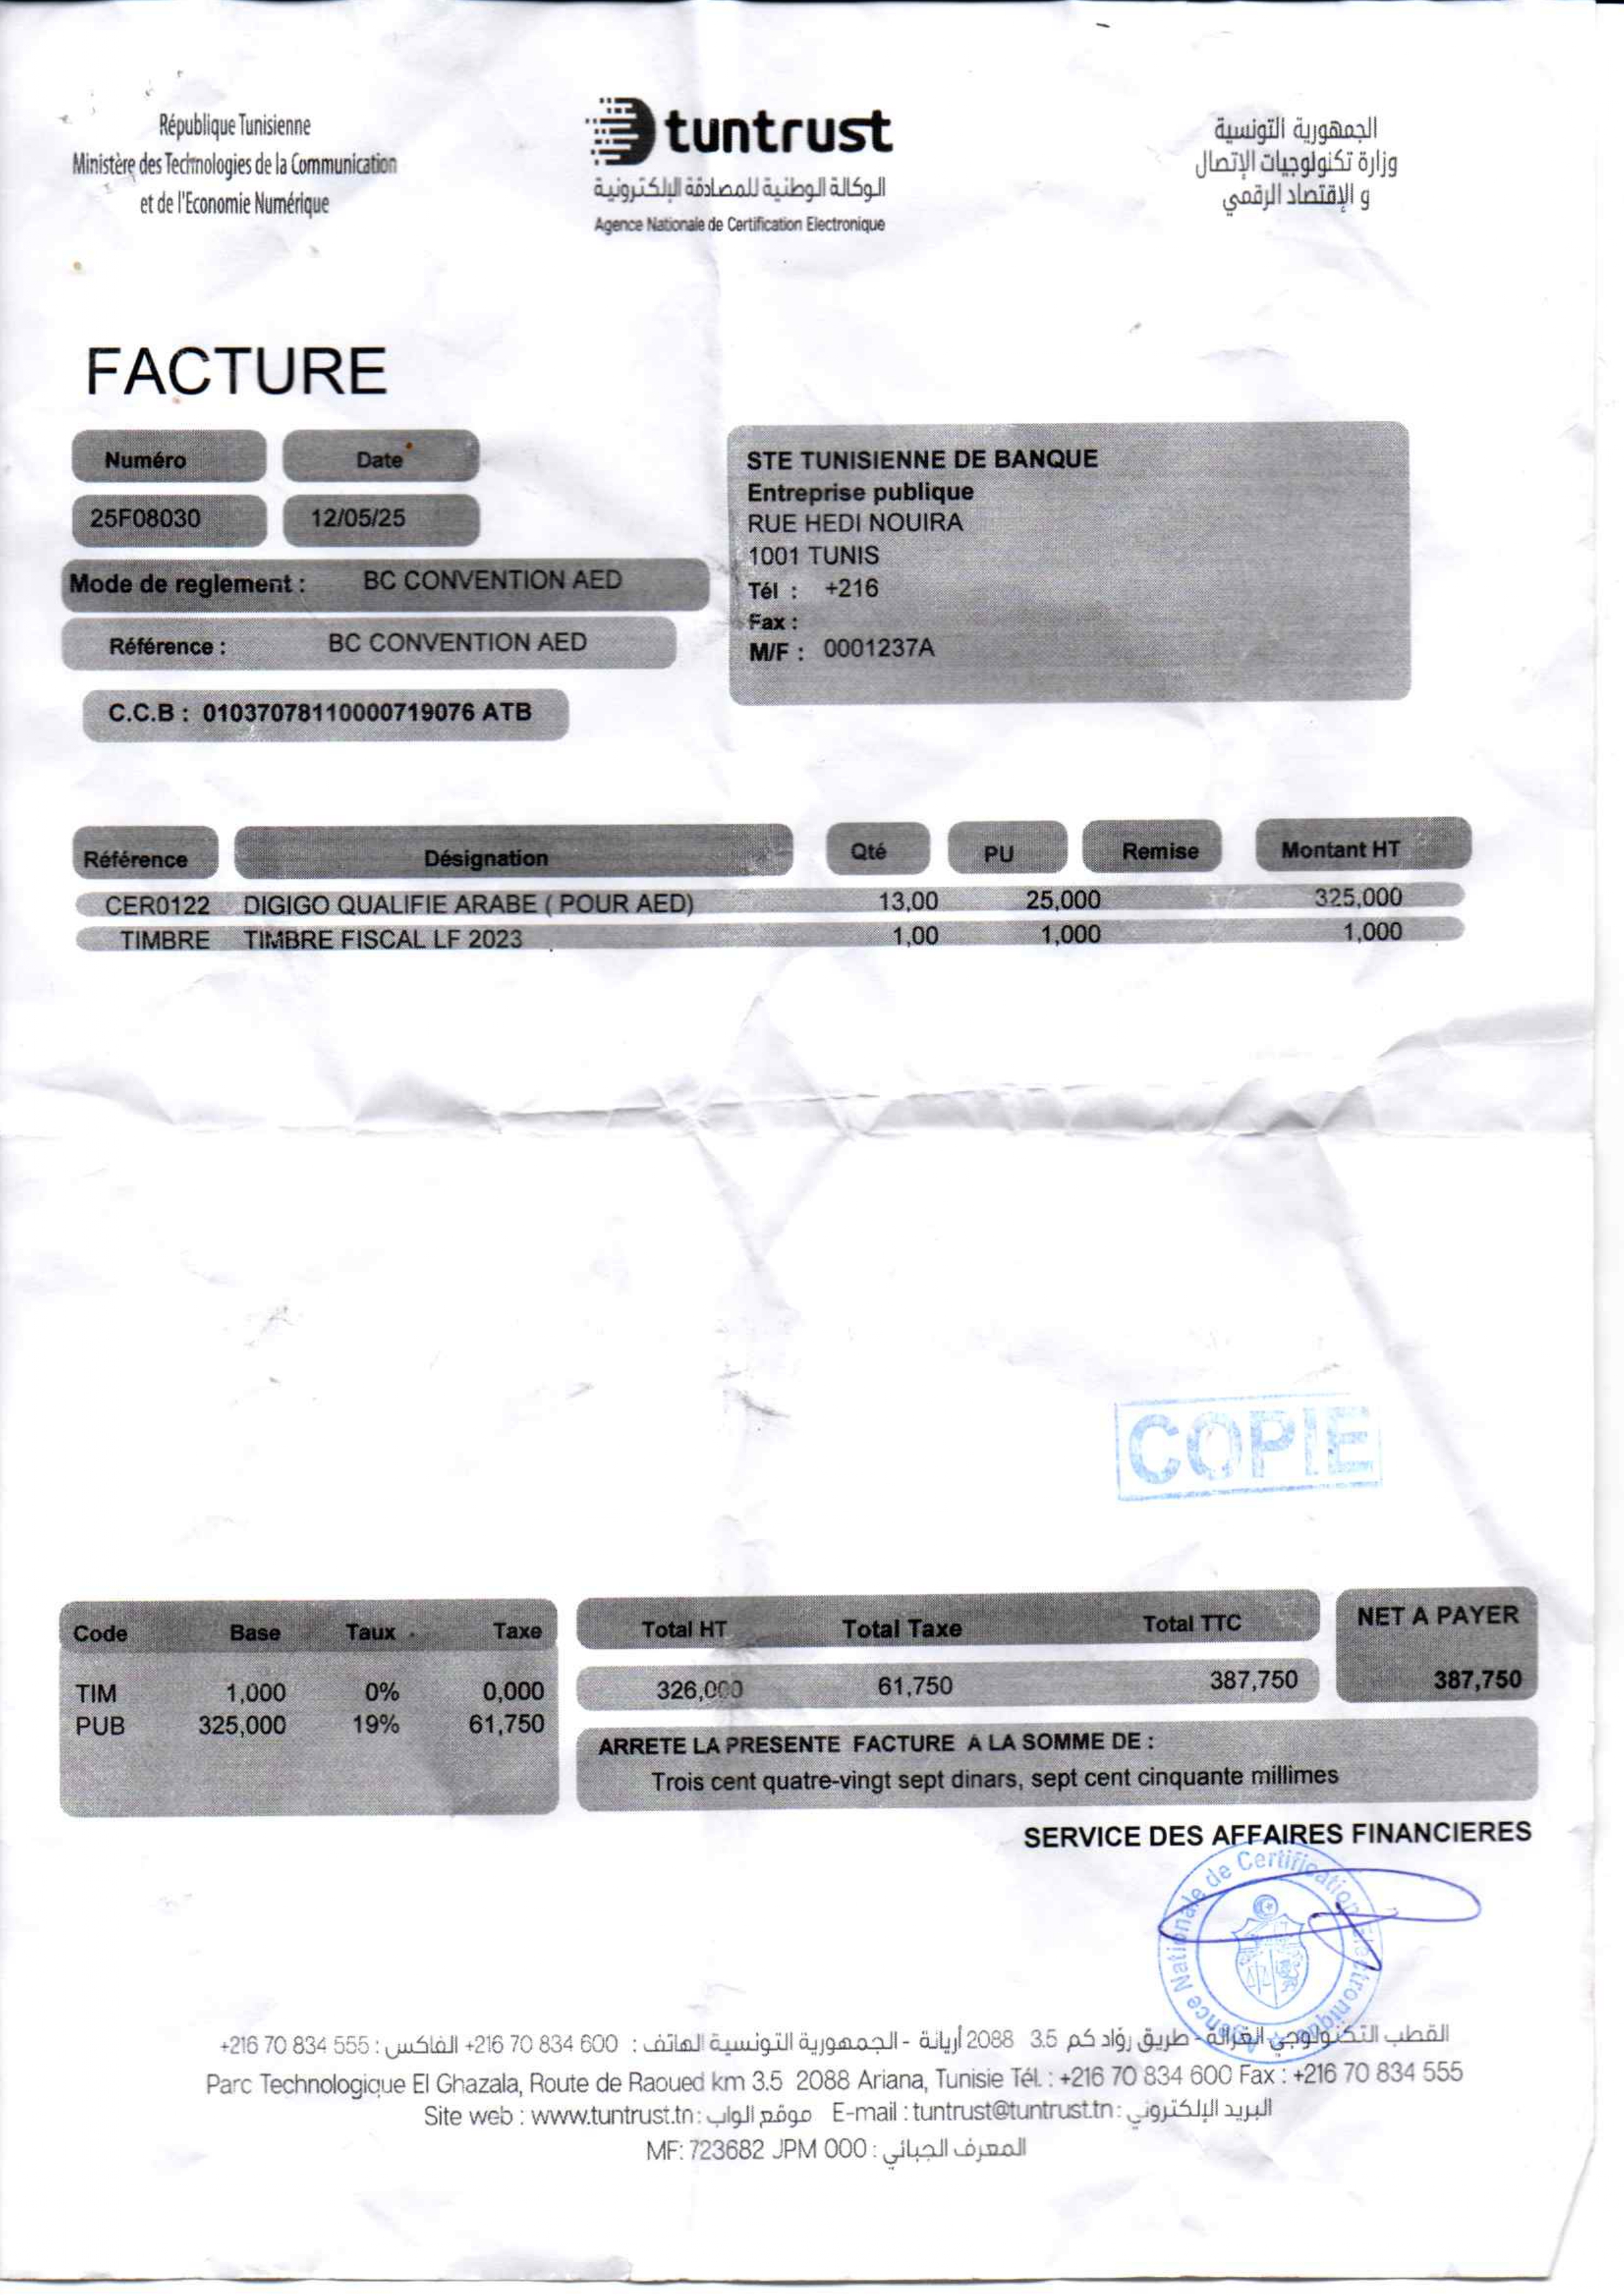 République Tunisienne
Ministère des Technologies de la Communication
et de l'Economie Numérique
tuntrust
الوكالة الوطنية للمصادقة الإلكترونية
Agence Nationale de Certification Electronique
الجمهورية التونسية
وزارة تكنولوجيات الإتصال
و الإقتصاد الرقمي
FACTURE
Numéro Date
25F08030 12/05/25
Mode de reglement : BC CONVENTION AED
Référence : BC CONVENTION AED
C.C.B : 01037078110000719076 ATB
STE TUNISIENNE DE BANQUE
Entreprise publique
RUE HEDI NOUIRA
1001 TUNIS
Tél : +216
Fax :
M/F : 0001237A
Référence Désignation Qté PU Remise Montant HT
CER0122 DIGIGO QUALIFIE ARABE ( POUR AED) 13,00 25,000 325,000
TIMBRE TIMBRE FISCAL LF 2023 1,00 1,000 1,000
COPIE
Code Base Taux Taxe
TIM 1,000 0% 0,000
PUB 325,000 19% 61,750
Total HT Total Taxe Total TTC NET A PAYER
326,000 61,750 387,750 387,750
ARRETE LA PRESENTE FACTURE A LA SOMME DE :
Trois cent quatre-vingt sept dinars, sept cent cinquante millimes
SERVICE DES AFFAIRES FINANCIERES
Agence Nationale de Certification Electronique
القطب التكنولوجي الغزالة - طريق روّاد كم 3.5 2088 أريانة - الجمهورية التونسية الهاتف : 600 834 70 216+ الفاكس : 555 834 70 216+
Parc Technologique El Ghazala, Route de Raoued km 3.5 2088 Ariana, Tunisie Tél. : +216 70 834 600 Fax : +216 70 834 555
Site web : www.tuntrust.tn : موقع الواب E-mail : tuntrust@tuntrust.tn : البريد الإلكتروني
MF: 723682 JPM 000 : المعرف الجبائي